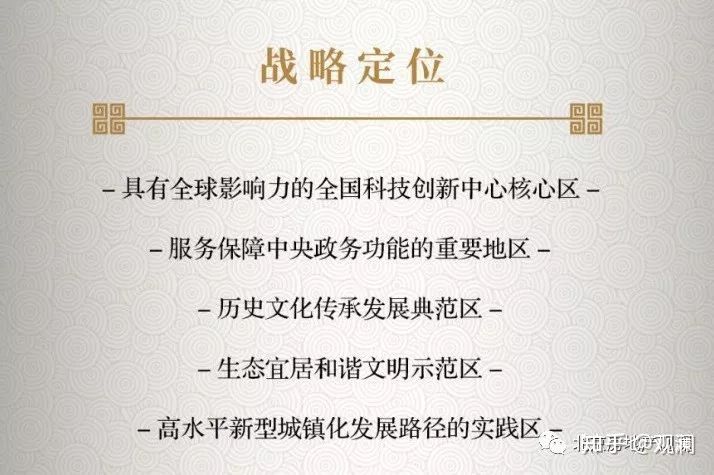 战略定位
– 具有全球影响力的全国科技创新中心核心区 –
– 服务保障中央政务功能的重要地区 –
– 历史文化传承发展典范区 –
– 生态宜居和谐文明示范区 –
– 高水平新型城镇化发展路径的实践区 –
知乎 @观澜